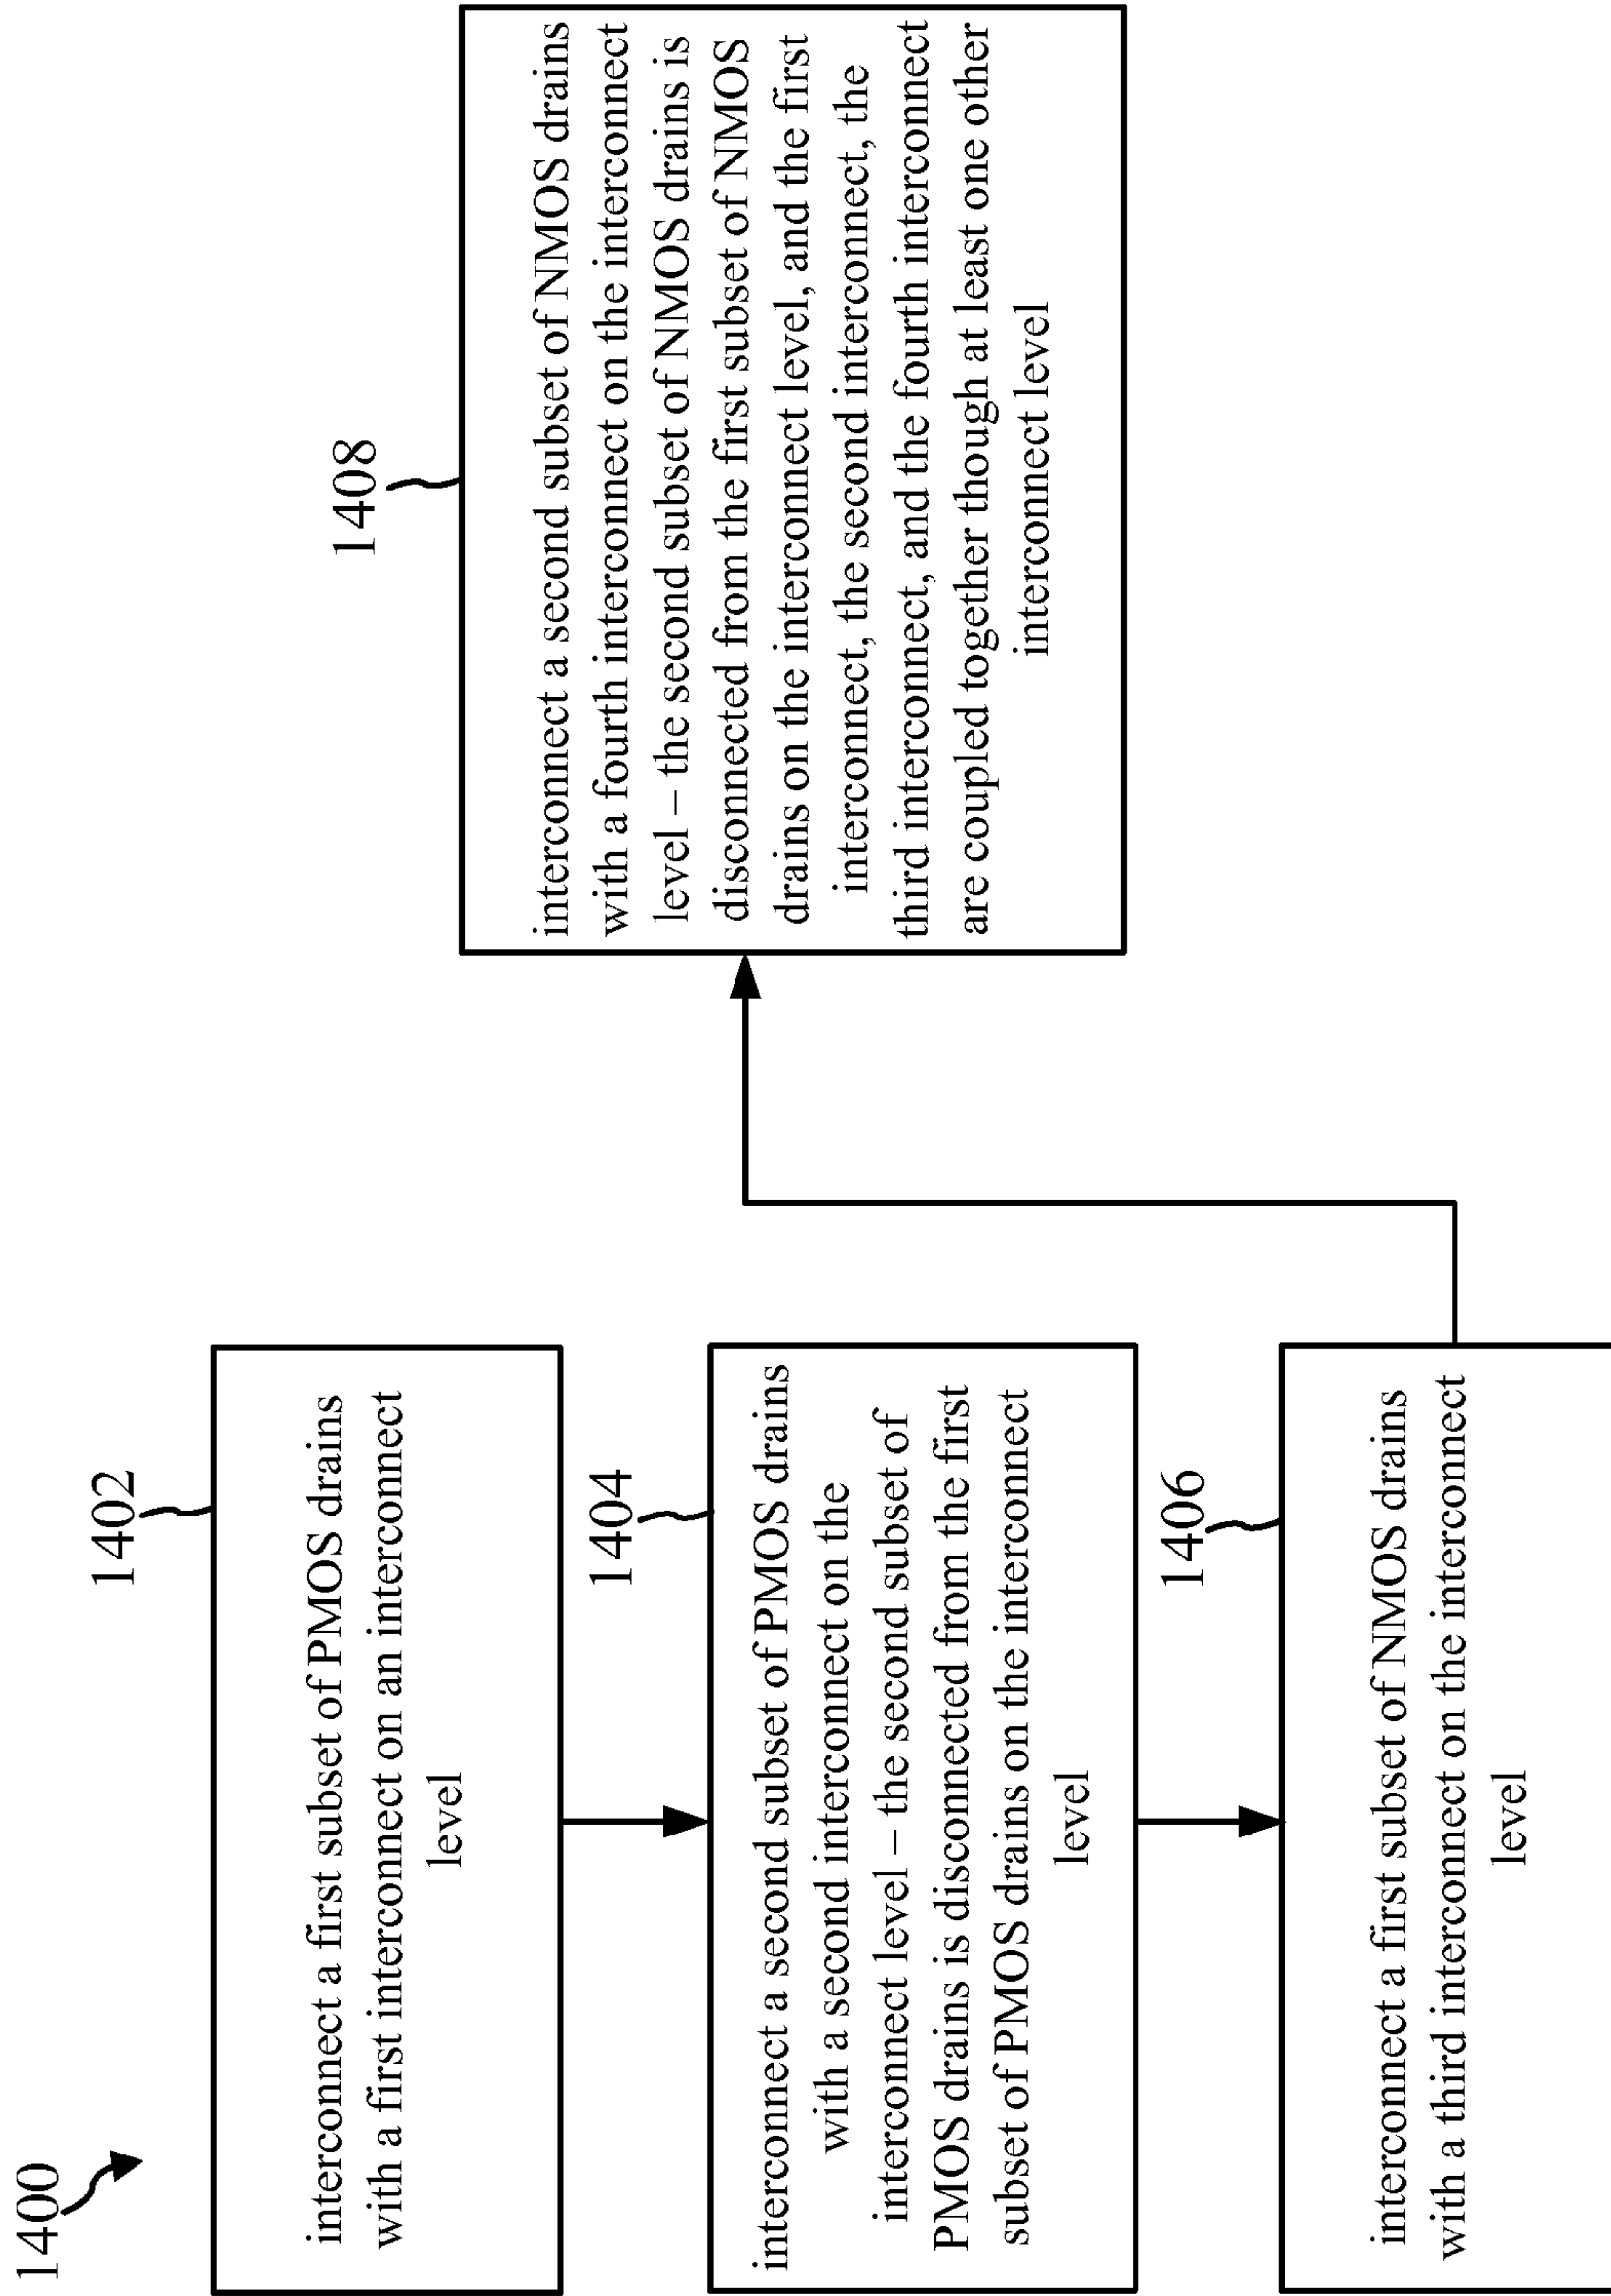 1400
1402
interconnect a first subset of PMOS drains
with a first interconnect on an interconnect
level
1404
interconnect a second subset of PMOS drains
with a second interconnect on the
interconnect level – the second subset of
PMOS drains is disconnected from the first
subset of PMOS drains on the interconnect
level
1406
interconnect a first subset of NMOS drains
with a third interconnect on the interconnect
level
1408
interconnect a second subset of NMOS drains
with a fourth interconnect on the interconnect
level – the second subset of NMOS drains is
disconnected from the first subset of NMOS
drains on the interconnect level, and the first
interconnect, the second interconnect, the
third interconnect, and the fourth interconnect
are coupled together though at least one other
interconnect level